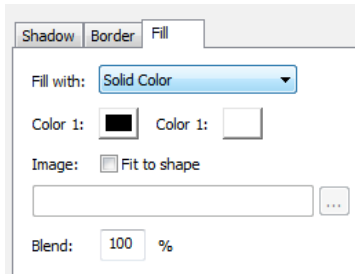 Shadow Border Fill
Fill with: Solid Color
Color 1: Color 1:
Image: Fit to shape
...
Blend: 100 %